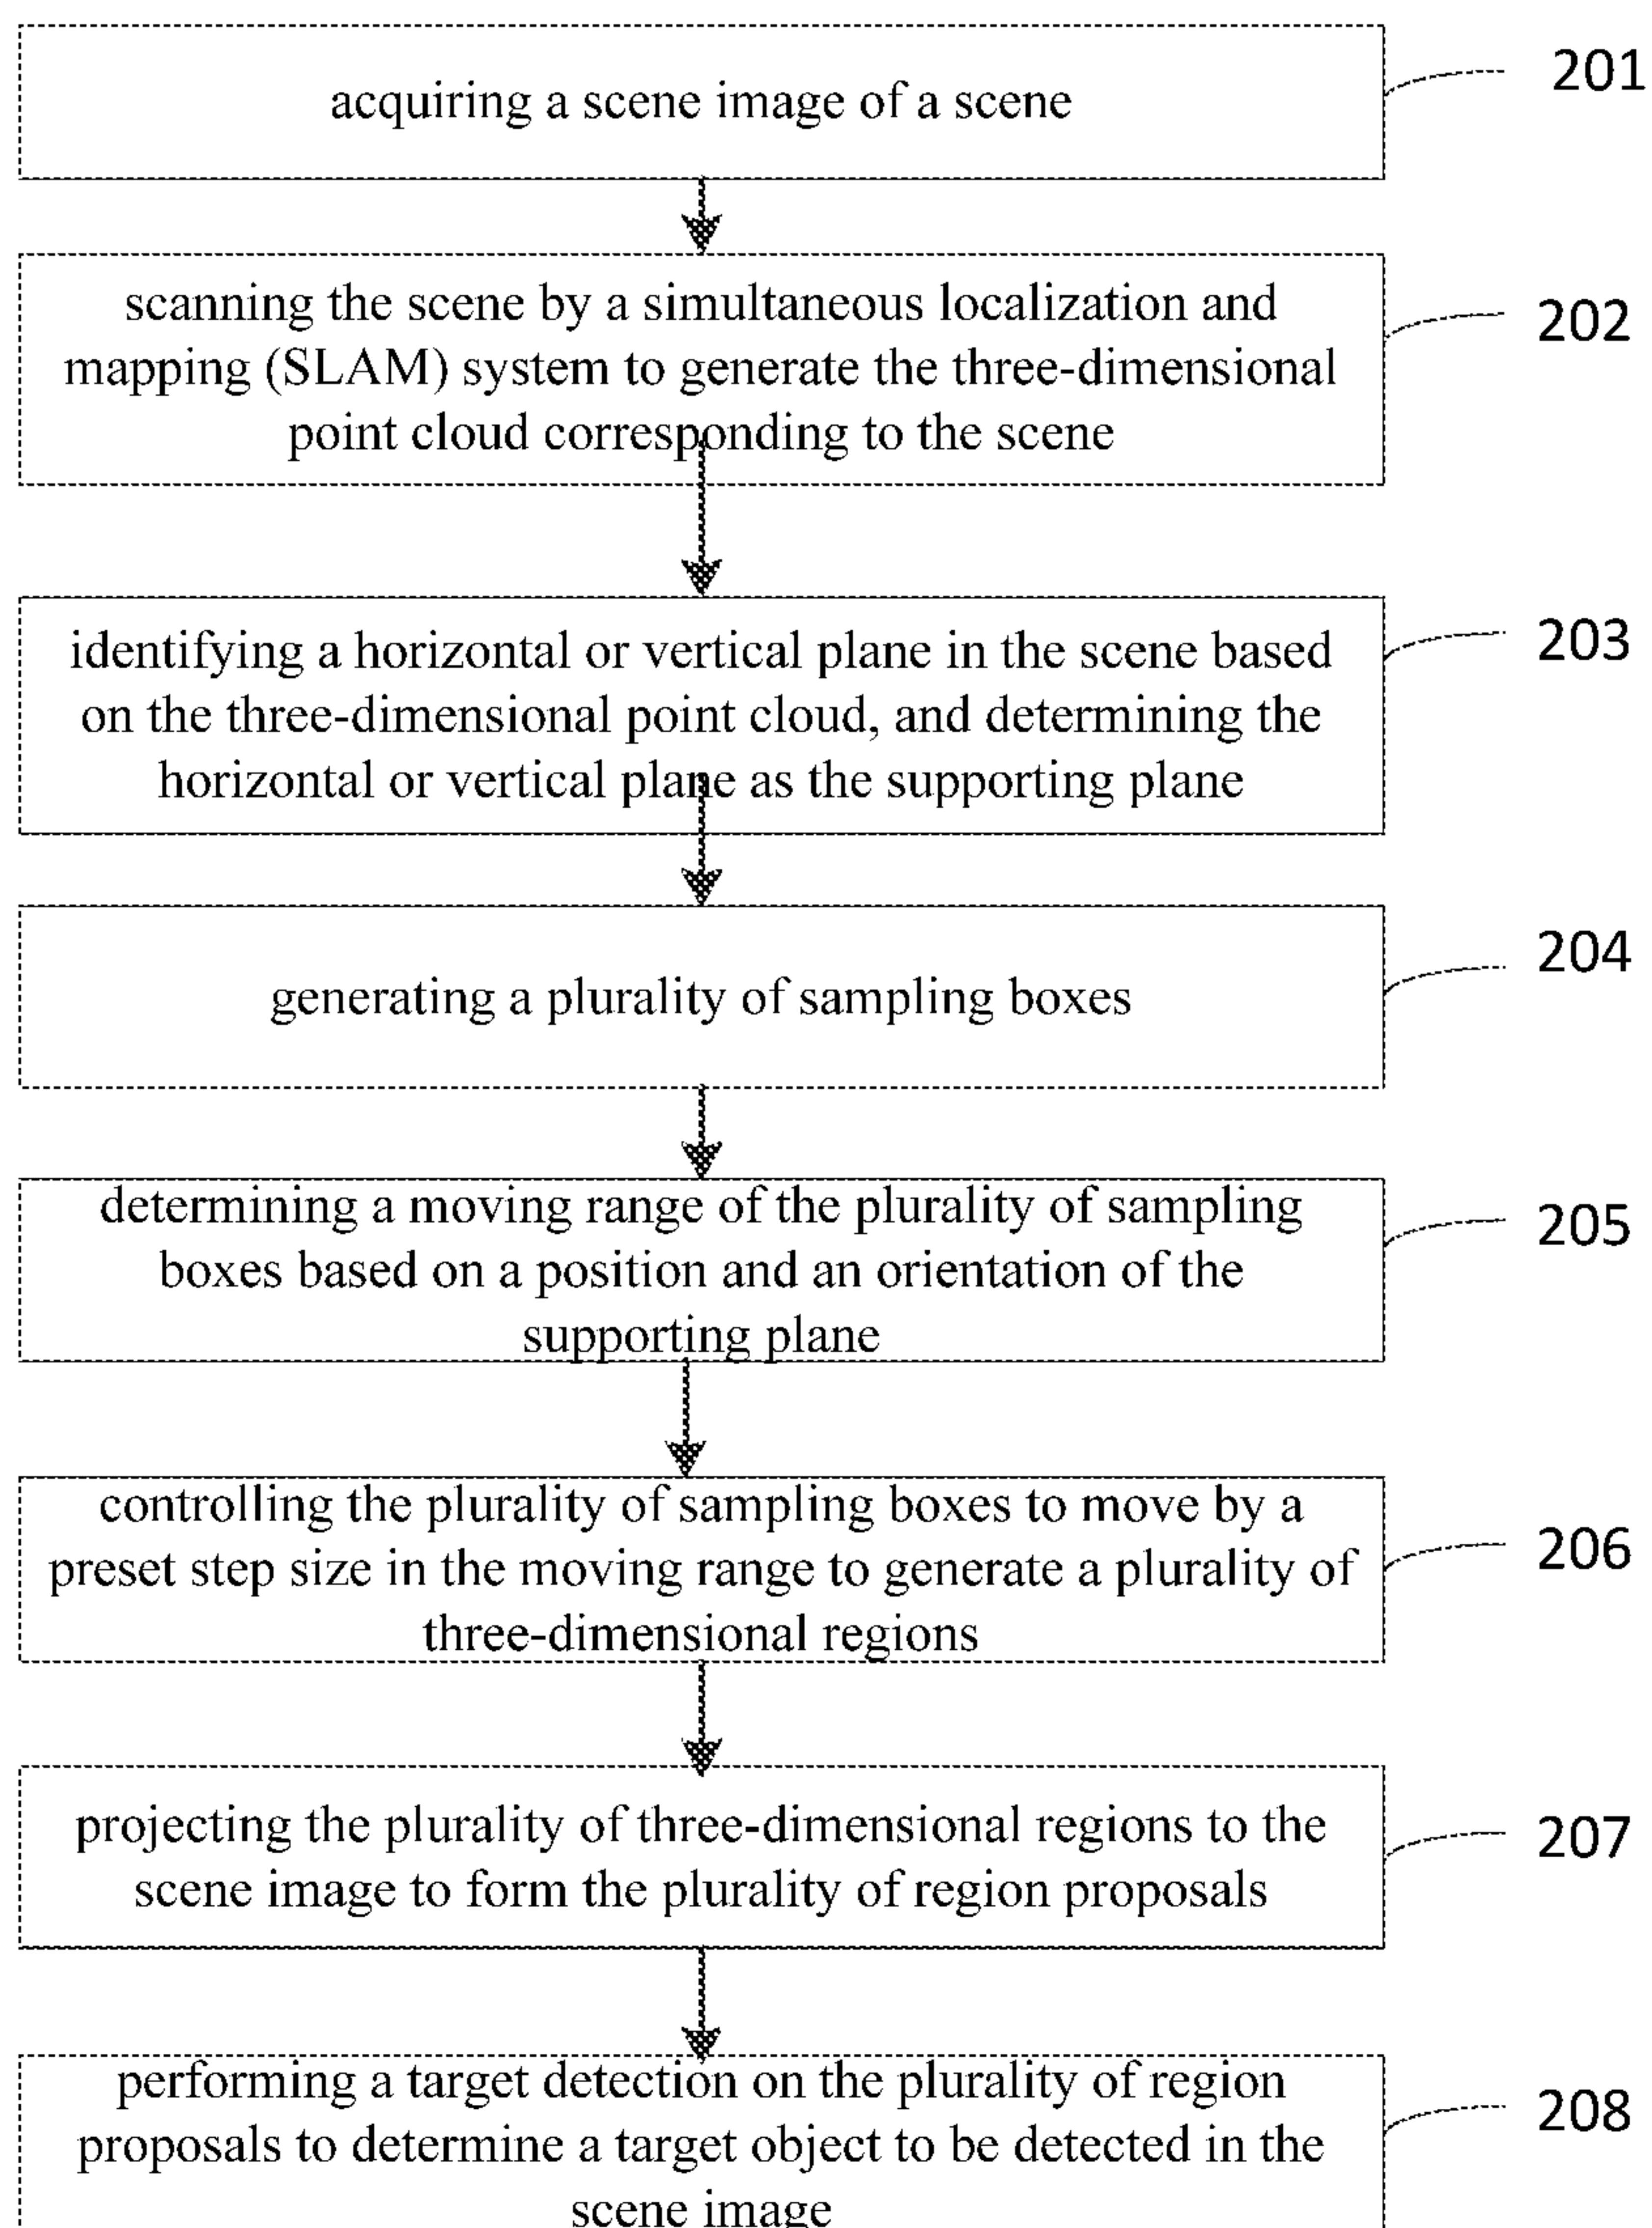 acquiring a scene image of a scene
201
scanning the scene by a simultaneous localization and
mapping (SLAM) system to generate the three-dimensional
point cloud corresponding to the scene
202
identifying a horizontal or vertical plane in the scene based
on the three-dimensional point cloud, and determining the
horizontal or vertical plane as the supporting plane
203
generating a plurality of sampling boxes
204
determining a moving range of the plurality of sampling
boxes based on a position and an orientation of the
supporting plane
205
controlling the plurality of sampling boxes to move by a
preset step size in the moving range to generate a plurality of
three-dimensional regions
206
projecting the plurality of three-dimensional regions to the
scene image to form the plurality of region proposals
207
performing a target detection on the plurality of region
proposals to determine a target object to be detected in the
scene image
208